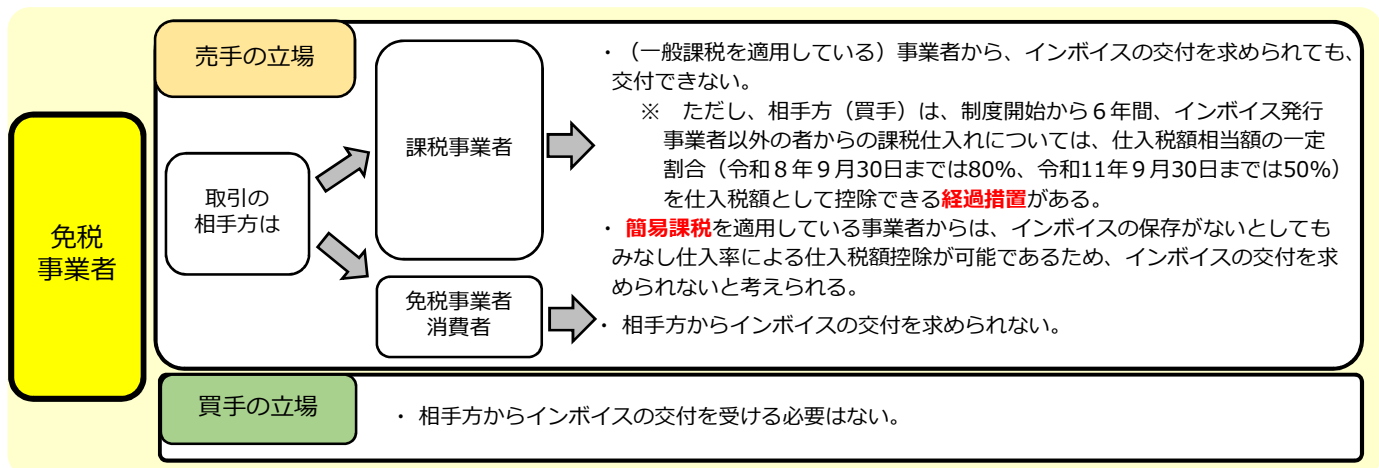 免税
事業者
売手の立場
取引の
相手方は
課税事業者
・（一般課税を適用している）事業者から、インボイスの交付を求められても、
交付できない。
※　ただし、相手方（買手）は、制度開始から６年間、インボイス発行
事業者以外の者からの課税仕入れについては、仕入税額相当額の一定
割合（令和８年９月30日までは80%、令和11年９月30日までは50%）
を仕入税額として控除できる経過措置がある。
・ 簡易課税を適用している事業者からは、インボイスの保存がないとしても
みなし仕入率による仕入税額控除が可能であるため、インボイスの交付を求
められないと考えられる。
免税事業者
消費者
・ 相手方からインボイスの交付を求められない。
買手の立場
・ 相手方からインボイスの交付を受ける必要はない。